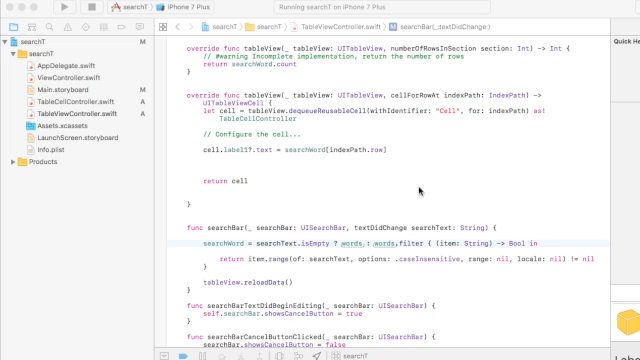 searchT
iPhone 7 Plus
Running searchT on iPhone 7 Plus
searchT
searchT
TableViewController.swift
searchBar(_:textDidChange:)
searchT
M
searchT
AppDelegate.swift
ViewController.swift
Main.storyboard
M
TableCellController.swift
A
TableViewController.swift
A
Assets.xcassets
LaunchScreen.storyboard
Info.plist
Products
override func tableView(_ tableView: UITableView, numberOfRowsInSection section: Int) -> Int {
// #warning Incomplete implementation, return the number of rows
return searchWord.count
}
override func tableView(_ tableView: UITableView, cellForRowAt indexPath: IndexPath) ->
UITableViewCell {
let cell = tableView.dequeueReusableCell(withIdentifier: "Cell", for: indexPath) as!
TableCellController
// Configure the cell...
cell.label1?.text = searchWord[indexPath.row]
return cell
}
func searchBar(_ searchBar: UISearchBar, textDidChange searchText: String) {
searchWord = searchText.isEmpty ? words : words.filter { (item: String) -> Bool in
return item.range(of: searchText, options: .caseInsensitive, range: nil, locale: nil) != nil
}
tableView.reloadData()
}
func searchBarTextDidBeginEditing(_ searchBar: UISearchBar) {
self.searchBar.showsCancelButton = true
}
func searchBarCancelButtonClicked(_ searchBar: UISearchBar) {
searchBar.showsCancelButton = false
searchT
Quick He
Label